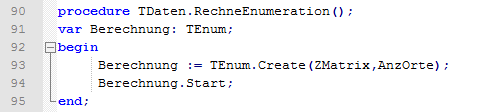 90 procedure TDaten.RechneEnumeration();
91 var Berechnung: TEnum;
92 begin
93 Berechnung := TEnum.Create(ZMatrix,AnzOrte);
94 Berechnung.Start;
95 end;